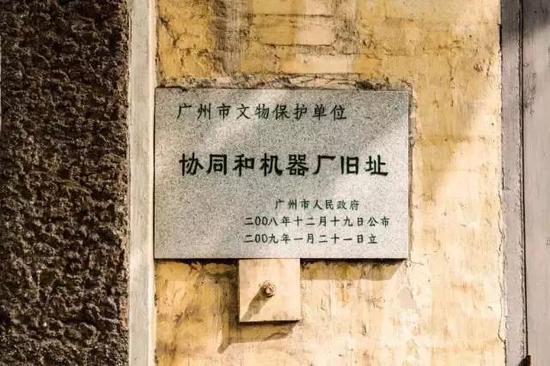 广州市文物保护单位
协同和机器厂旧址
广州市人民政府
二00八年十二月十九日公布
二00九年一月二十一日立